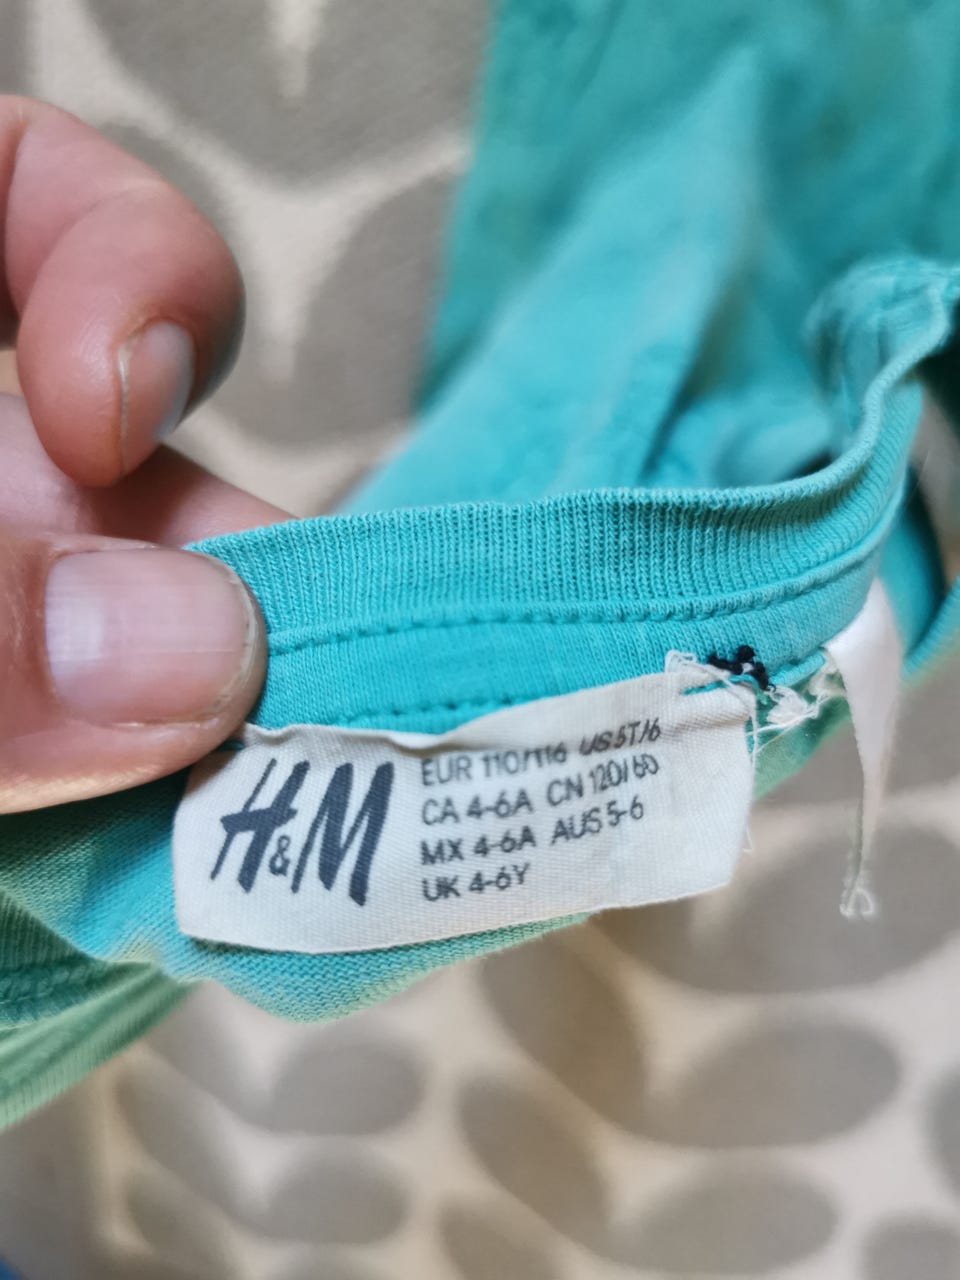 H&M
EUR 110/116 US 5T/6
CA 4-6A CN 120/60
MX 4-6A AUS 5-6
UK 4-6Y